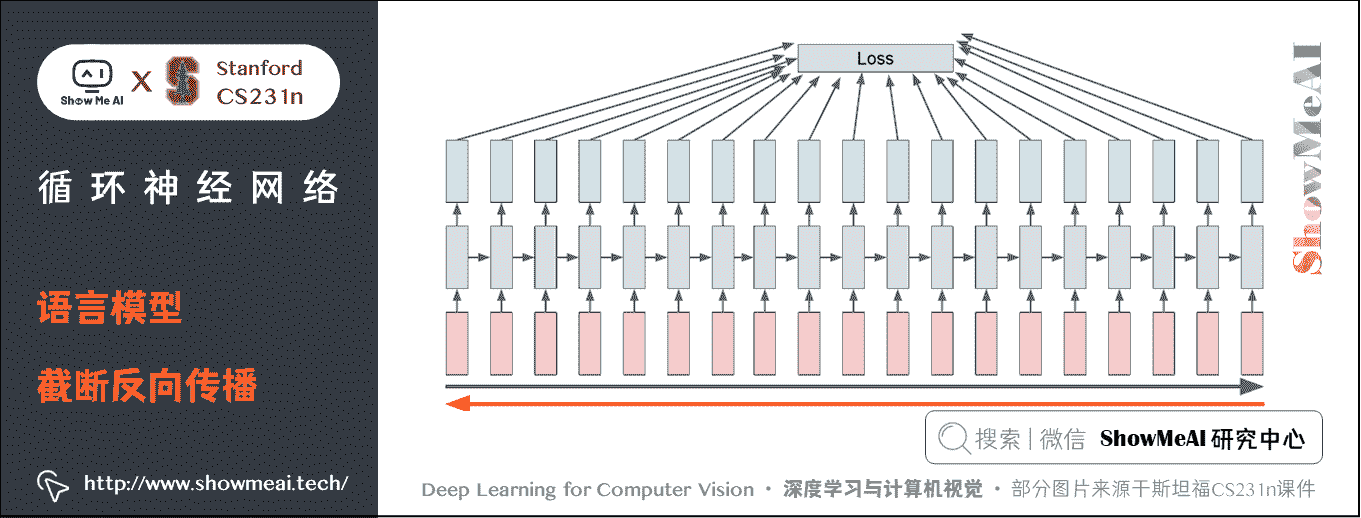 Show Me AI
X
Stanford
CS231n
循环神经网络
语言模型
截断反向传播
http://www.showmeai.tech/
Loss
ShowMeAI
搜索 | 微信 ShowMeAI 研究中心
Deep Learning for Computer Vision · 深度学习与计算机视觉 · 部分图片来源于斯坦福CS231n课件